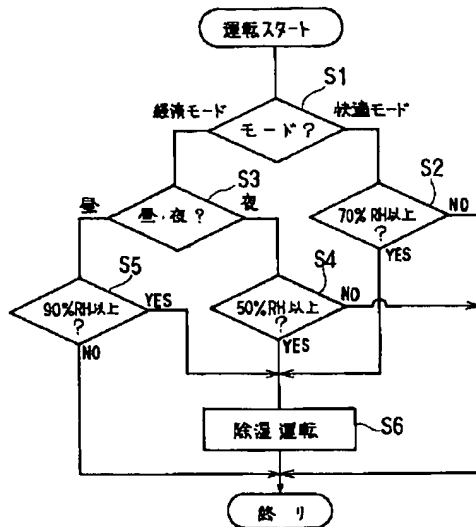 運転スタート
S1
経済モード
快適モード
モード?
S2
S3
昼
昼・夜?
夜
70%RH以上
?
NO
YES
S5
S4
90%RH以上
?
YES
NO
50%RH以上
?
NO
YES
除湿運転
S6
終り